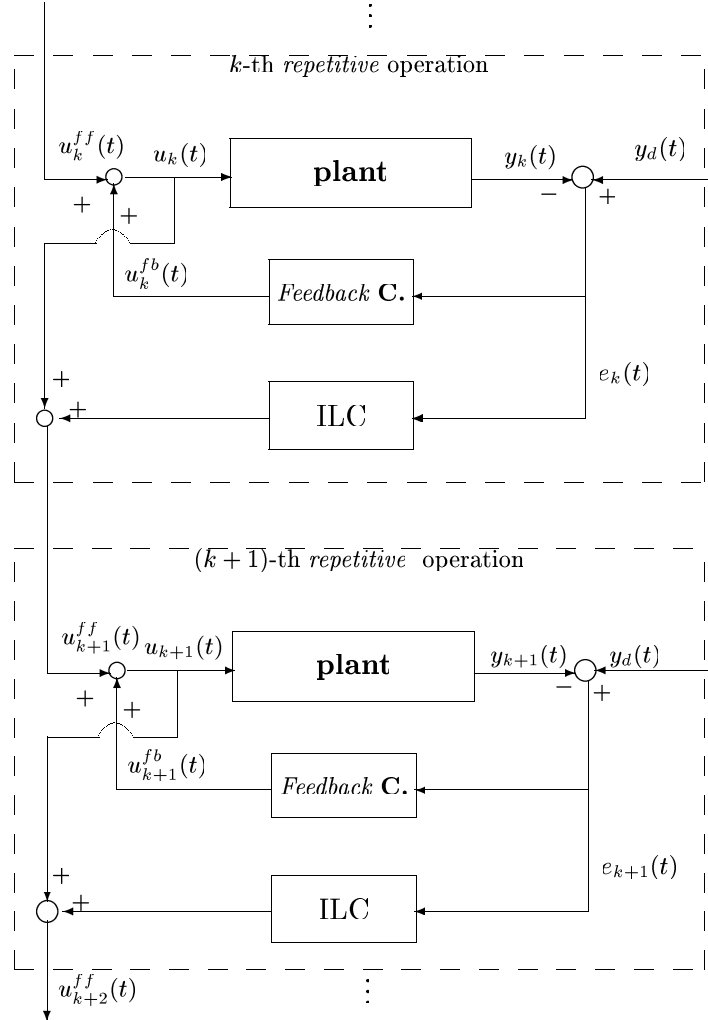 ⋮
k-th repetitive operation
u_k^{ff}(t)
u_k(t)
plant
y_k(t)
y_d(t)
+
+
−
+
u_k^{fb}(t)
Feedback C.
e_k(t)
+
+
ILC
(k + 1)-th repetitive operation
u_{k+1}^{ff}(t)
u_{k+1}(t)
plant
y_{k+1}(t)
y_d(t)
+
+
−
+
u_{k+1}^{fb}(t)
Feedback C.
e_{k+1}(t)
+
+
ILC
u_{k+2}^{ff}(t)
⋮